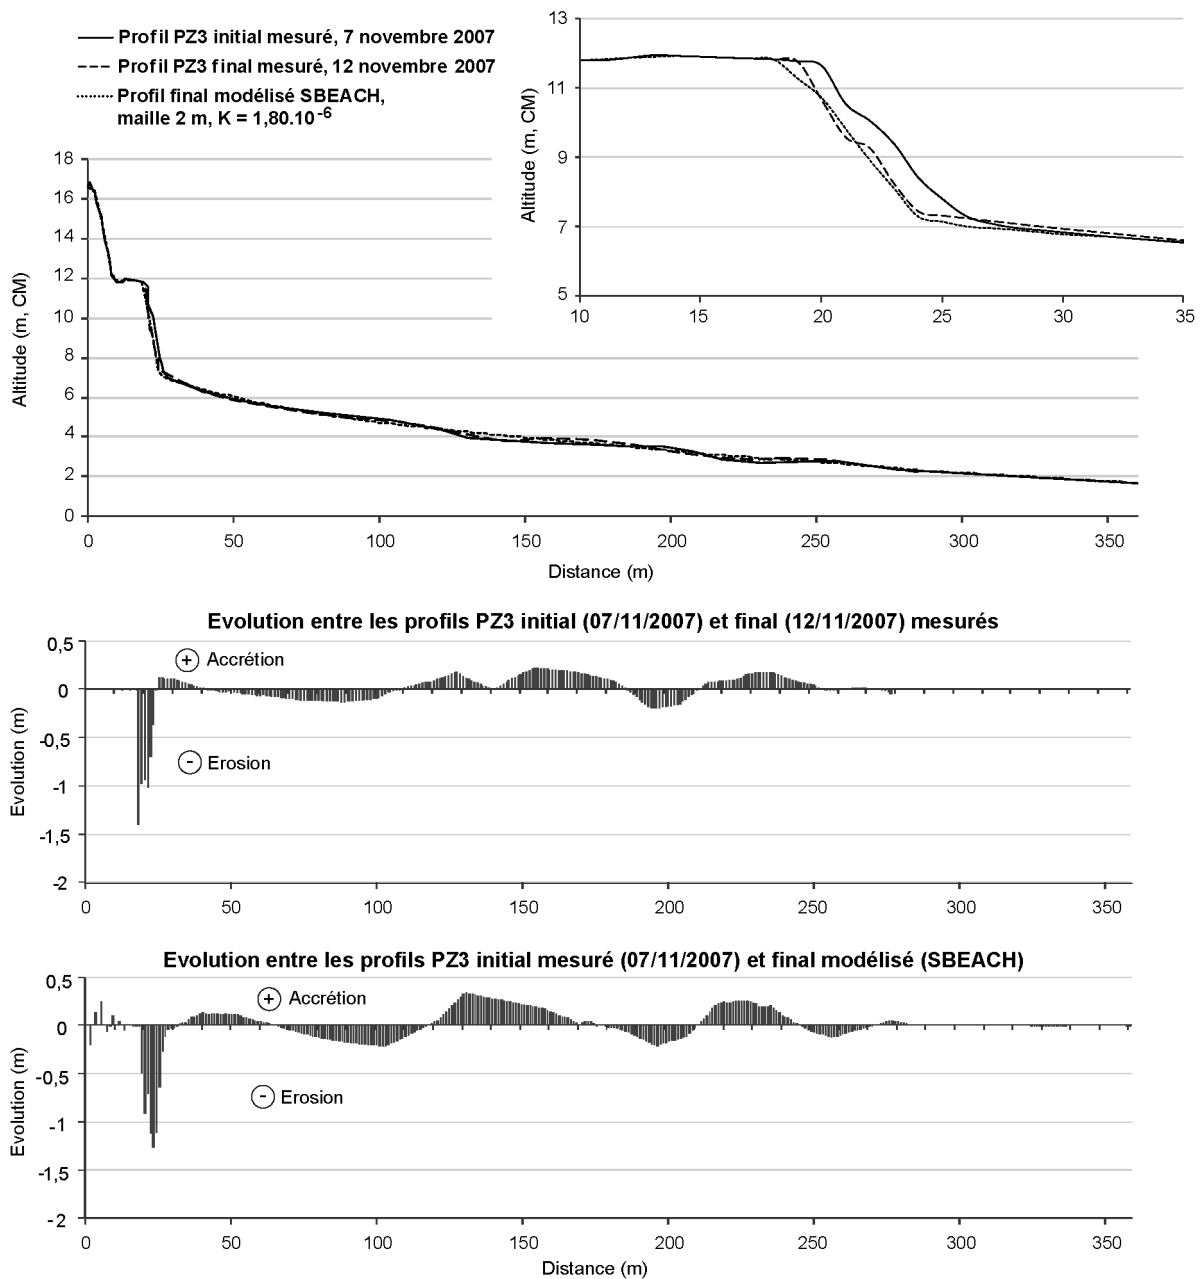 Profil PZ3 initial mesuré, 7 novembre 2007
Profil PZ3 final mesuré, 12 novembre 2007
Profil final modélisé SBEACH,
maille 2 m, K = 1,80.10-6
13
11
9
7
5
Altitude (m, CM)
10 15 20 25 30 35
18
16
14
12
10
8
6
4
2
0
Altitude (m, CM)
0 50 100 150 200 250 300 350
Distance (m)
Evolution entre les profils PZ3 initial (07/11/2007) et final (12/11/2007) mesurés
0,5
0
-0,5
-1
-1,5
-2
Evolution (m)
+ Accrétion
- Erosion
0 50 100 150 200 250 300 350
Evolution entre les profils PZ3 initial mesuré (07/11/2007) et final modélisé (SBEACH)
0,5
0
-0,5
-1
-1,5
-2
Evolution (m)
+ Accrétion
- Erosion
0 50 100 150 200 250 300 350
Distance (m)